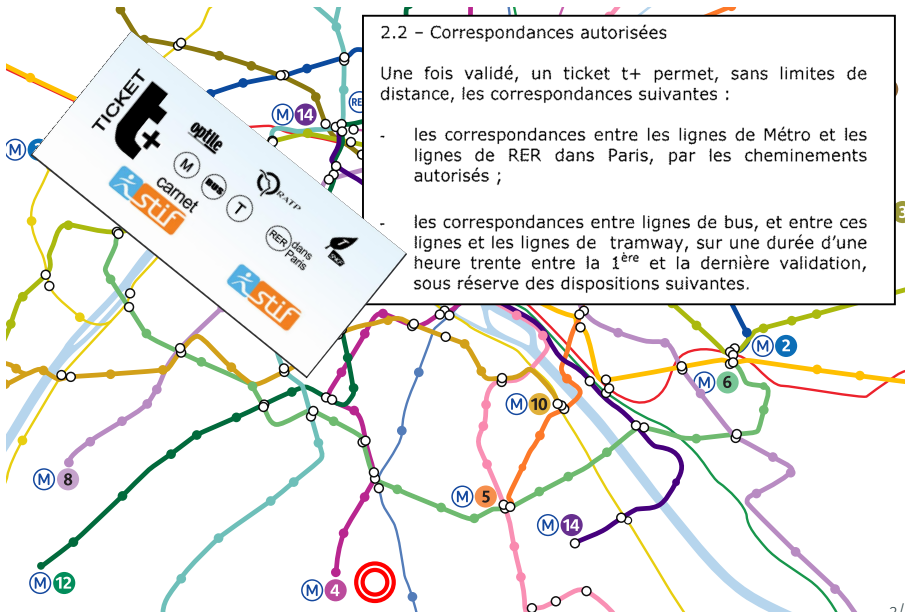 2.2 – Correspondances autorisées
Une fois validé, un ticket t+ permet, sans limites de
distance, les correspondances suivantes :
- les correspondances entre les lignes de Métro et les
lignes de RER dans Paris, par les cheminements
autorisés ;
- les correspondances entre lignes de bus, et entre ces
lignes et les lignes de tramway, sur une durée d'une
heure trente entre la 1ère et la dernière validation,
sous réserve des dispositions suivantes.
TICKET
t+
optile
M
BUS
T
RATP
carnet
stif
RER dans
Paris
stif
M 14
RE
M
3
M 2
M 6
M 10
M 8
M 5
M 14
M 12
M 4
2/